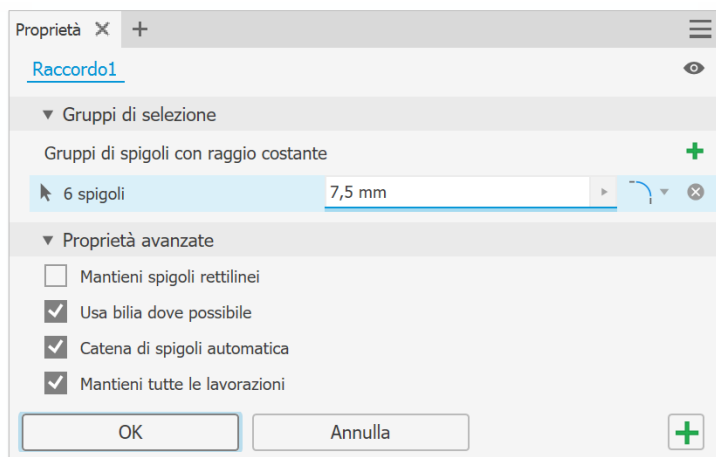 Proprietà
Raccordo1
Gruppi di selezione
Gruppi di spigoli con raggio costante
6 spigoli 7,5 mm
Proprietà avanzate
Mantieni spigoli rettilinei
Usa bilia dove possibile
Catena di spigoli automatica
Mantieni tutte le lavorazioni
OK Annulla